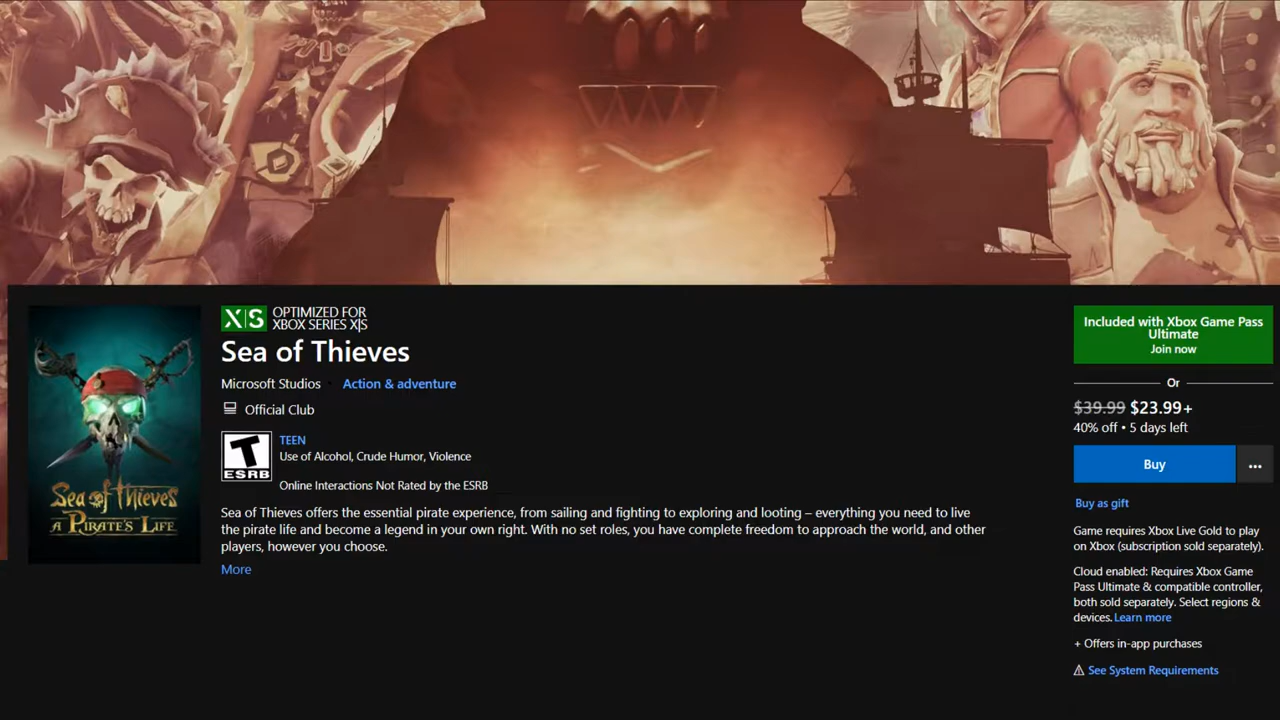 X|S OPTIMIZED FOR
XBOX SERIES X|S
Sea of Thieves
Microsoft Studios • Action & adventure
Official Club
T
ESRB
TEEN
Use of Alcohol, Crude Humor, Violence
Online Interactions Not Rated by the ESRB
Sea of Thieves offers the essential pirate experience, from sailing and fighting to exploring and looting – everything you need to live
the pirate life and become a legend in your own right. With no set roles, you have complete freedom to approach the world, and other
players, however you choose.
More
Sea of Thieves
A PIRATE'S LIFE
Included with Xbox Game Pass
Ultimate
Join now
Or
$39.99 $23.99+
40% off • 5 days left
Buy
Buy as gift
Game requires Xbox Live Gold to play
on Xbox (subscription sold separately).
Cloud enabled: Requires Xbox Game
Pass Ultimate & compatible controller,
both sold separately. Select regions &
devices. Learn more
+ Offers in-app purchases
See System Requirements